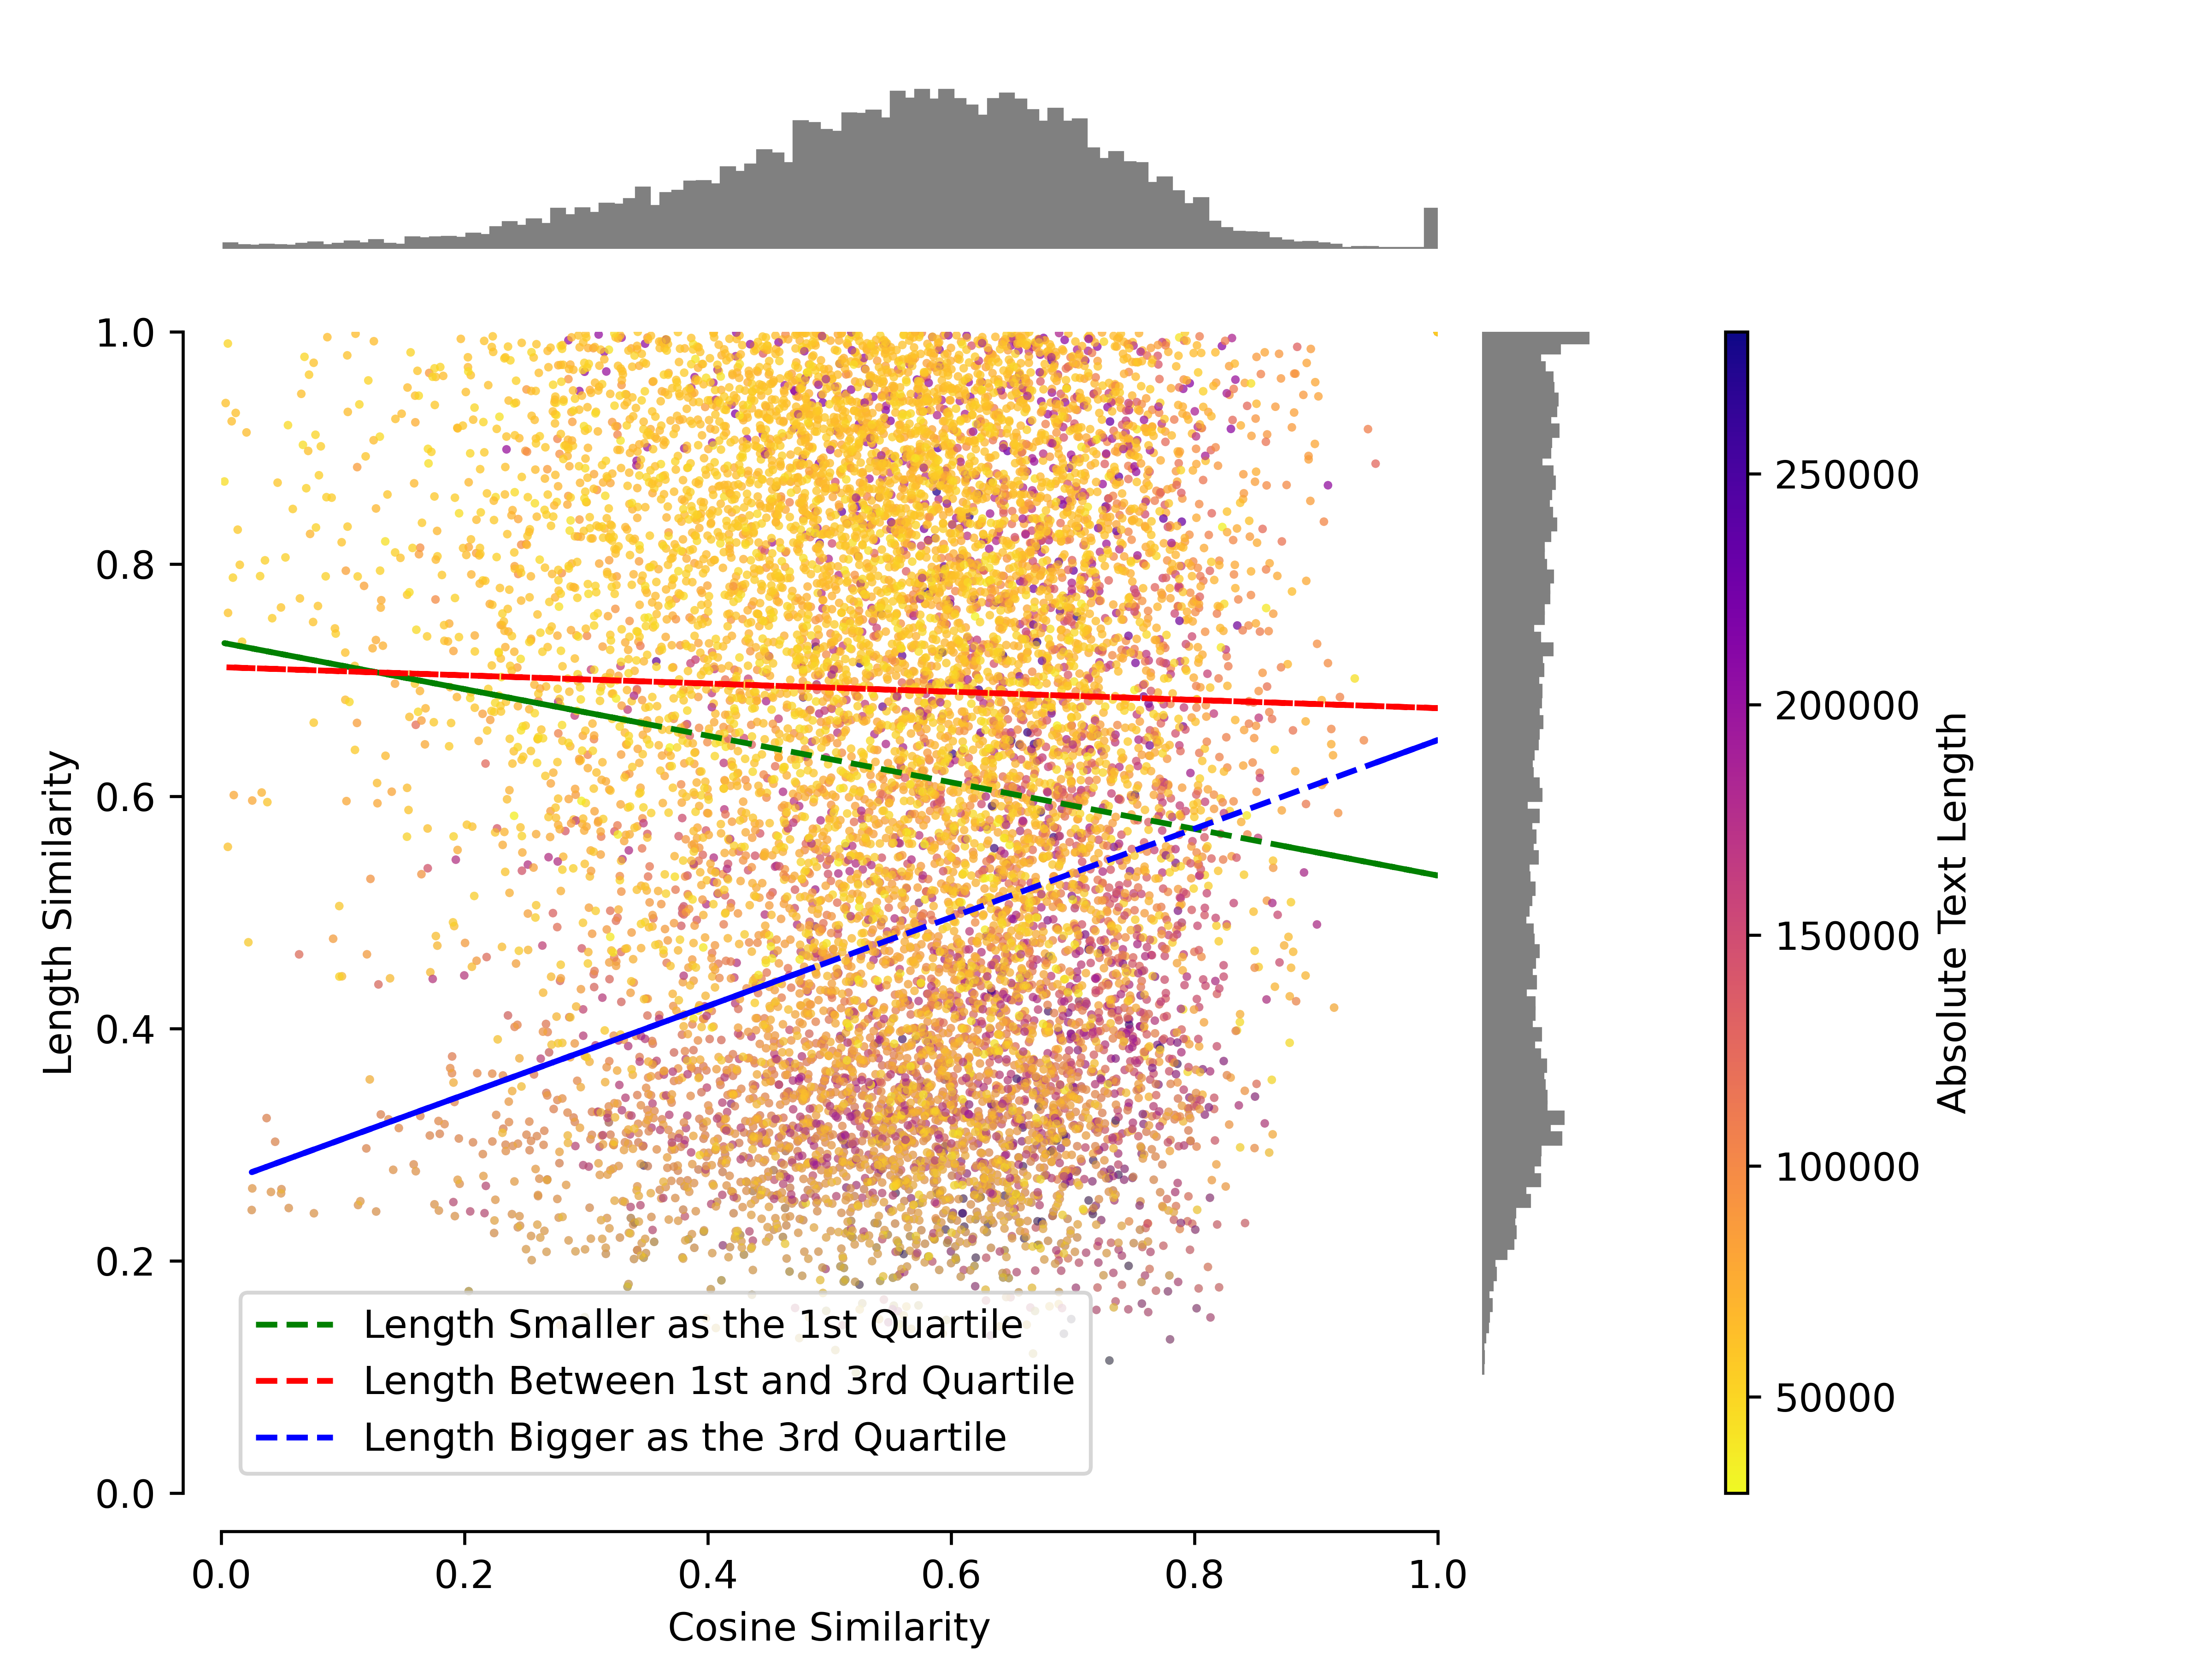 1.0
0.8
0.6
0.4
0.2
0.0
Length Similarity
Length Smaller as the 1st Quartile
Length Between 1st and 3rd Quartile
Length Bigger as the 3rd Quartile
0.0 0.2 0.4 0.6 0.8 1.0
Cosine Similarity
250000
200000
150000
100000
50000
Absolute Text Length